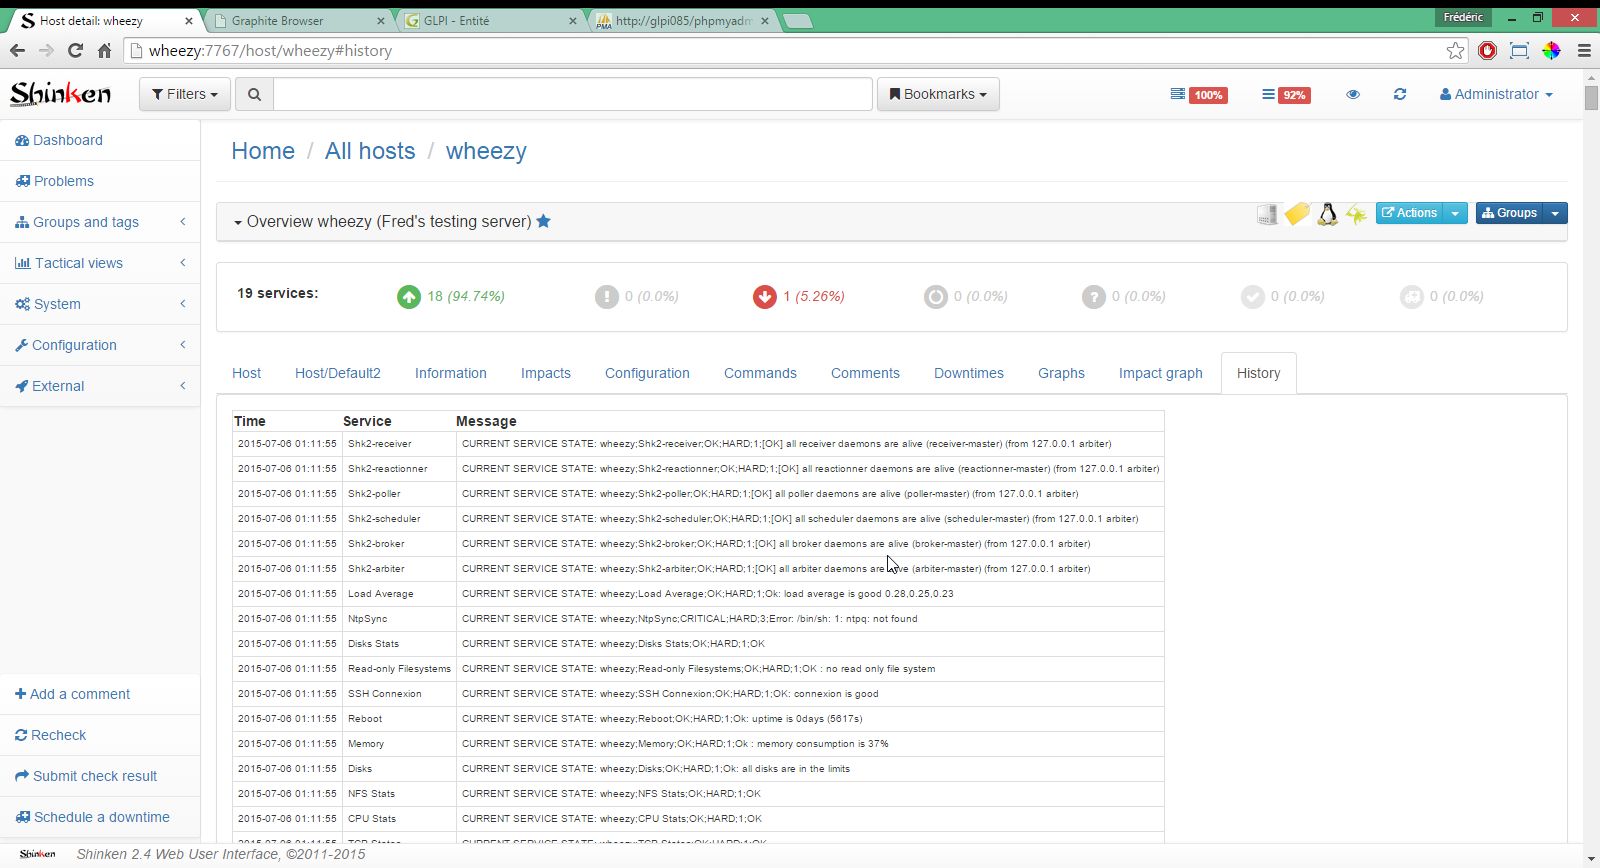 Host detail: wheezy
Graphite Browser
GLPI - Entité
http://glpi085/phpmyadm
Frédéric
wheezy:7767/host/wheezy#history
Shinken
Filters
Bookmarks
100%
92%
Administrator
Dashboard
Problems
Groups and tags
Tactical views
System
Configuration
External
Add a comment
Recheck
Submit check result
Schedule a downtime
Home / All hosts / wheezy
Overview wheezy (Fred's testing server)
Actions
Groups
19 services:
18 (94.74%)
0 (0.0%)
1 (5.26%)
0 (0.0%)
0 (0.0%)
0 (0.0%)
0 (0.0%)
Host
Host/Default2
Information
Impacts
Configuration
Commands
Comments
Downtimes
Graphs
Impact graph
History
Time Service Message
2015-07-06 01:11:55 Shk2-receiver CURRENT SERVICE STATE: wheezy;Shk2-receiver;OK;HARD;1;[OK] all receiver daemons are alive (receiver-master) (from 127.0.0.1 arbiter)
2015-07-06 01:11:55 Shk2-reactionner CURRENT SERVICE STATE: wheezy;Shk2-reactionner;OK;HARD;1;[OK] all reactionner daemons are alive (reactionner-master) (from 127.0.0.1 arbiter)
2015-07-06 01:11:55 Shk2-poller CURRENT SERVICE STATE: wheezy;Shk2-poller;OK;HARD;1;[OK] all poller daemons are alive (poller-master) (from 127.0.0.1 arbiter)
2015-07-06 01:11:55 Shk2-scheduler CURRENT SERVICE STATE: wheezy;Shk2-scheduler;OK;HARD;1;[OK] all scheduler daemons are alive (scheduler-master) (from 127.0.0.1 arbiter)
2015-07-06 01:11:55 Shk2-broker CURRENT SERVICE STATE: wheezy;Shk2-broker;OK;HARD;1;[OK] all broker daemons are alive (broker-master) (from 127.0.0.1 arbiter)
2015-07-06 01:11:55 Shk2-arbiter CURRENT SERVICE STATE: wheezy;Shk2-arbiter;OK;HARD;1;[OK] all arbiter daemons are alive (arbiter-master) (from 127.0.0.1 arbiter)
2015-07-06 01:11:55 Load Average CURRENT SERVICE STATE: wheezy;Load Average;OK;HARD;1;Ok: load average is good 0.28,0.25,0.23
2015-07-06 01:11:55 NtpSync CURRENT SERVICE STATE: wheezy;NtpSync;CRITICAL;HARD;3;Error: /bin/sh: 1: ntpq: not found
2015-07-06 01:11:55 Disks Stats CURRENT SERVICE STATE: wheezy;Disks Stats;OK;HARD;1;OK
2015-07-06 01:11:55 Read-only Filesystems CURRENT SERVICE STATE: wheezy;Read-only Filesystems;OK;HARD;1;OK : no read only file system
2015-07-06 01:11:55 SSH Connexion CURRENT SERVICE STATE: wheezy;SSH Connexion;OK;HARD;1;OK: connexion is good
2015-07-06 01:11:55 Reboot CURRENT SERVICE STATE: wheezy;Reboot;OK;HARD;1;Ok: uptime is 0days (5617s)
2015-07-06 01:11:55 Memory CURRENT SERVICE STATE: wheezy;Memory;OK;HARD;1;Ok : memory consumption is 37%
2015-07-06 01:11:55 Disks CURRENT SERVICE STATE: wheezy;Disks;OK;HARD;1;Ok: all disks are in the limits
2015-07-06 01:11:55 NFS Stats CURRENT SERVICE STATE: wheezy;NFS Stats;OK;HARD;1;OK
2015-07-06 01:11:55 CPU Stats CURRENT SERVICE STATE: wheezy;CPU Stats;OK;HARD;1;OK
Shinken
Shinken 2.4 Web User Interface, ©2011-2015